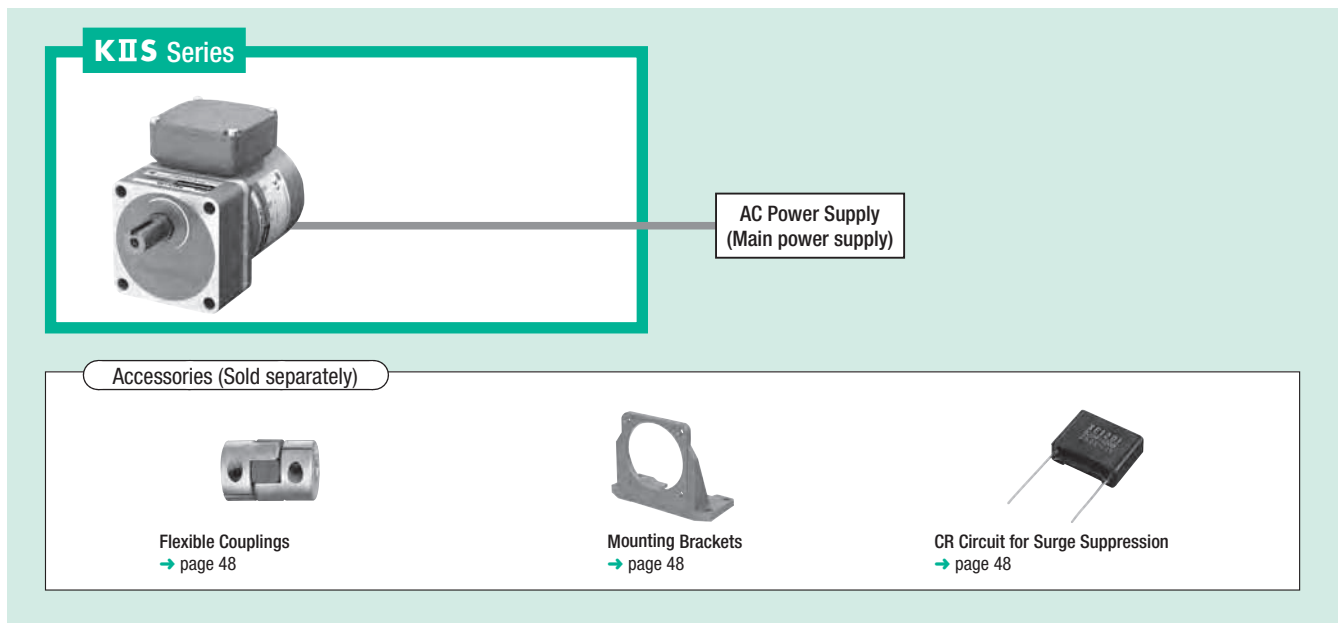 KIIS Series
AC Power Supply
(Main power supply)
Accessories (Sold separately)
Flexible Couplings
➜ page 48
Mounting Brackets
➜ page 48
CR Circuit for Surge Suppression
➜ page 48